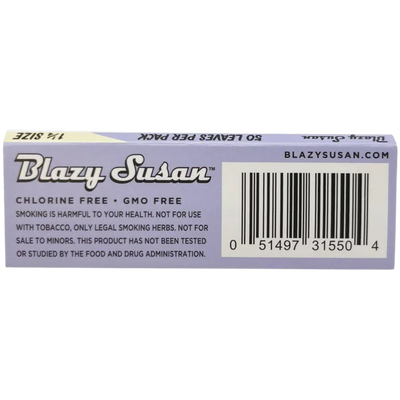 1¼ SIZE
50 LEAVES PER PACK
Blazy Susan
Blazy Susan™
CHLORINE FREE • GMO FREE
SMOKING IS HARMFUL TO YOUR HEALTH. NOT FOR USE
WITH TOBACCO, ONLY LEGAL SMOKING HERBS. NOT FOR
SALE TO MINORS. THIS PRODUCT HAS NOT BEEN TESTED
OR STUDIED BY THE FOOD AND DRUG ADMINISTRATION.
BLAZYSUSAN.COM
0 51497 31550 4